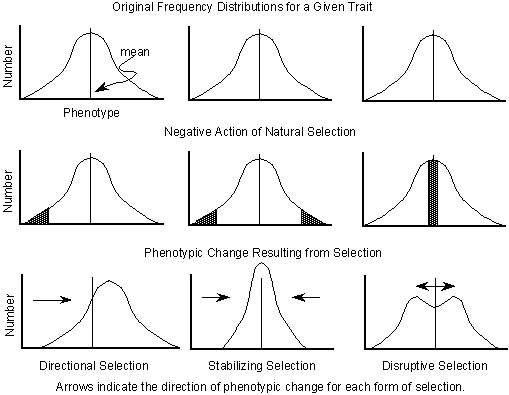 Original Frequency Distributions for a Given Trait
Number
mean
Phenotype
Negative Action of Natural Selection
Number
Phenotypic Change Resulting from Selection
Number
Directional Selection
Stabilizing Selection
Disruptive Selection
Arrows indicate the direction of phenotypic change for each form of selection.